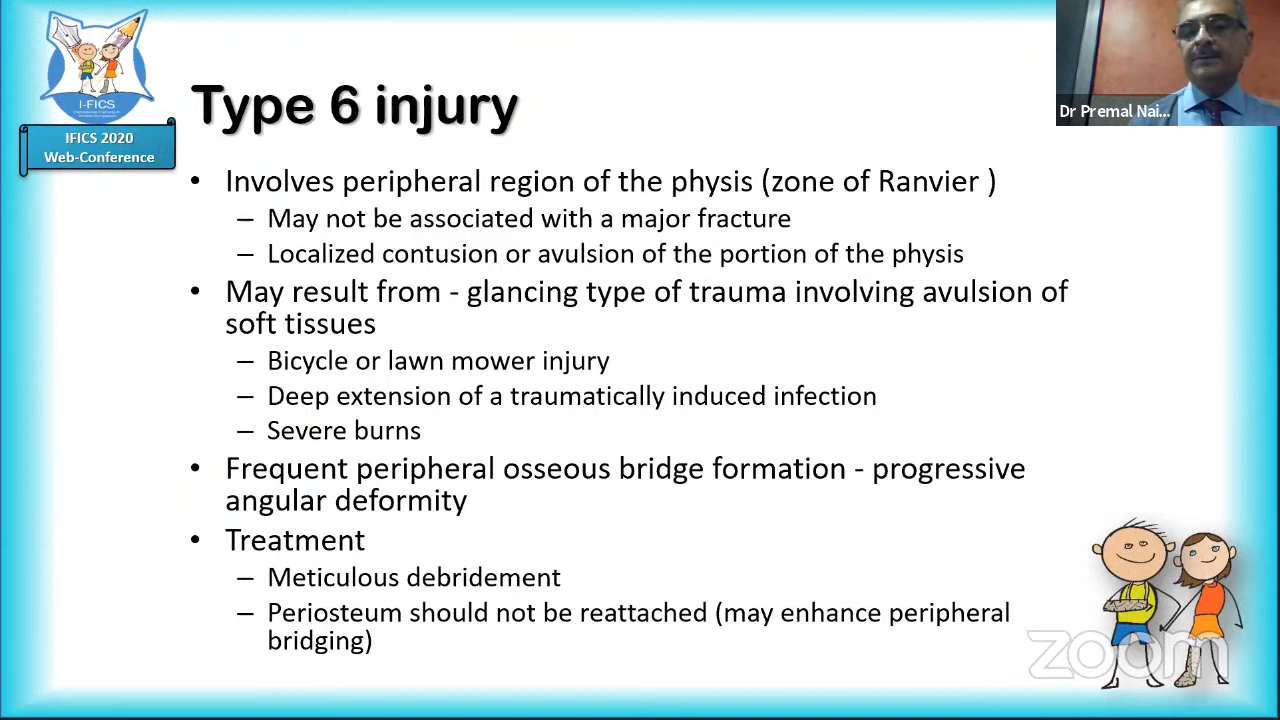 I-FICS
IFICS 2020
Web-Conference
Type 6 injury
Dr Premal Nai...
• Involves peripheral region of the physis (zone of Ranvier )
– May not be associated with a major fracture
– Localized contusion or avulsion of the portion of the physis
• May result from - glancing type of trauma involving avulsion of
soft tissues
– Bicycle or lawn mower injury
– Deep extension of a traumatically induced infection
– Severe burns
• Frequent peripheral osseous bridge formation - progressive
angular deformity
• Treatment
– Meticulous debridement
– Periosteum should not be reattached (may enhance peripheral
bridging)
zoom